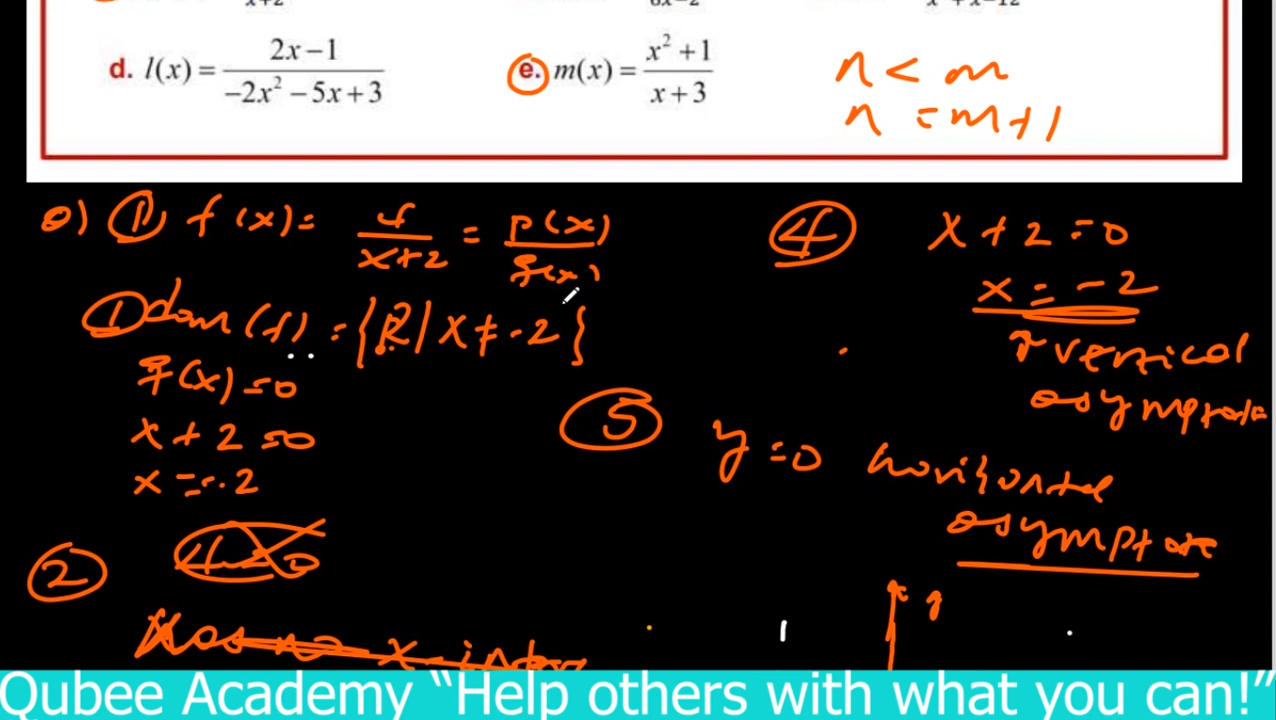 d. l(x) = (2x − 1)/(−2x² − 5x + 3)
e. m(x) = (x² + 1)/(x + 3)
n < m
n = m + 1
a) ① f(x) = 4/(x+2) = P(x)/q(x)
① dom(f) = {R / x ≠ -2}
q(x) = 0
x + 2 = 0
x = -2
②
x-inter
④ x + 2 = 0
x = -2
vertical
asymptote
⑤ y = 0 horizontal
asymptote
y
Qubee Academy “Help others with what you can!”